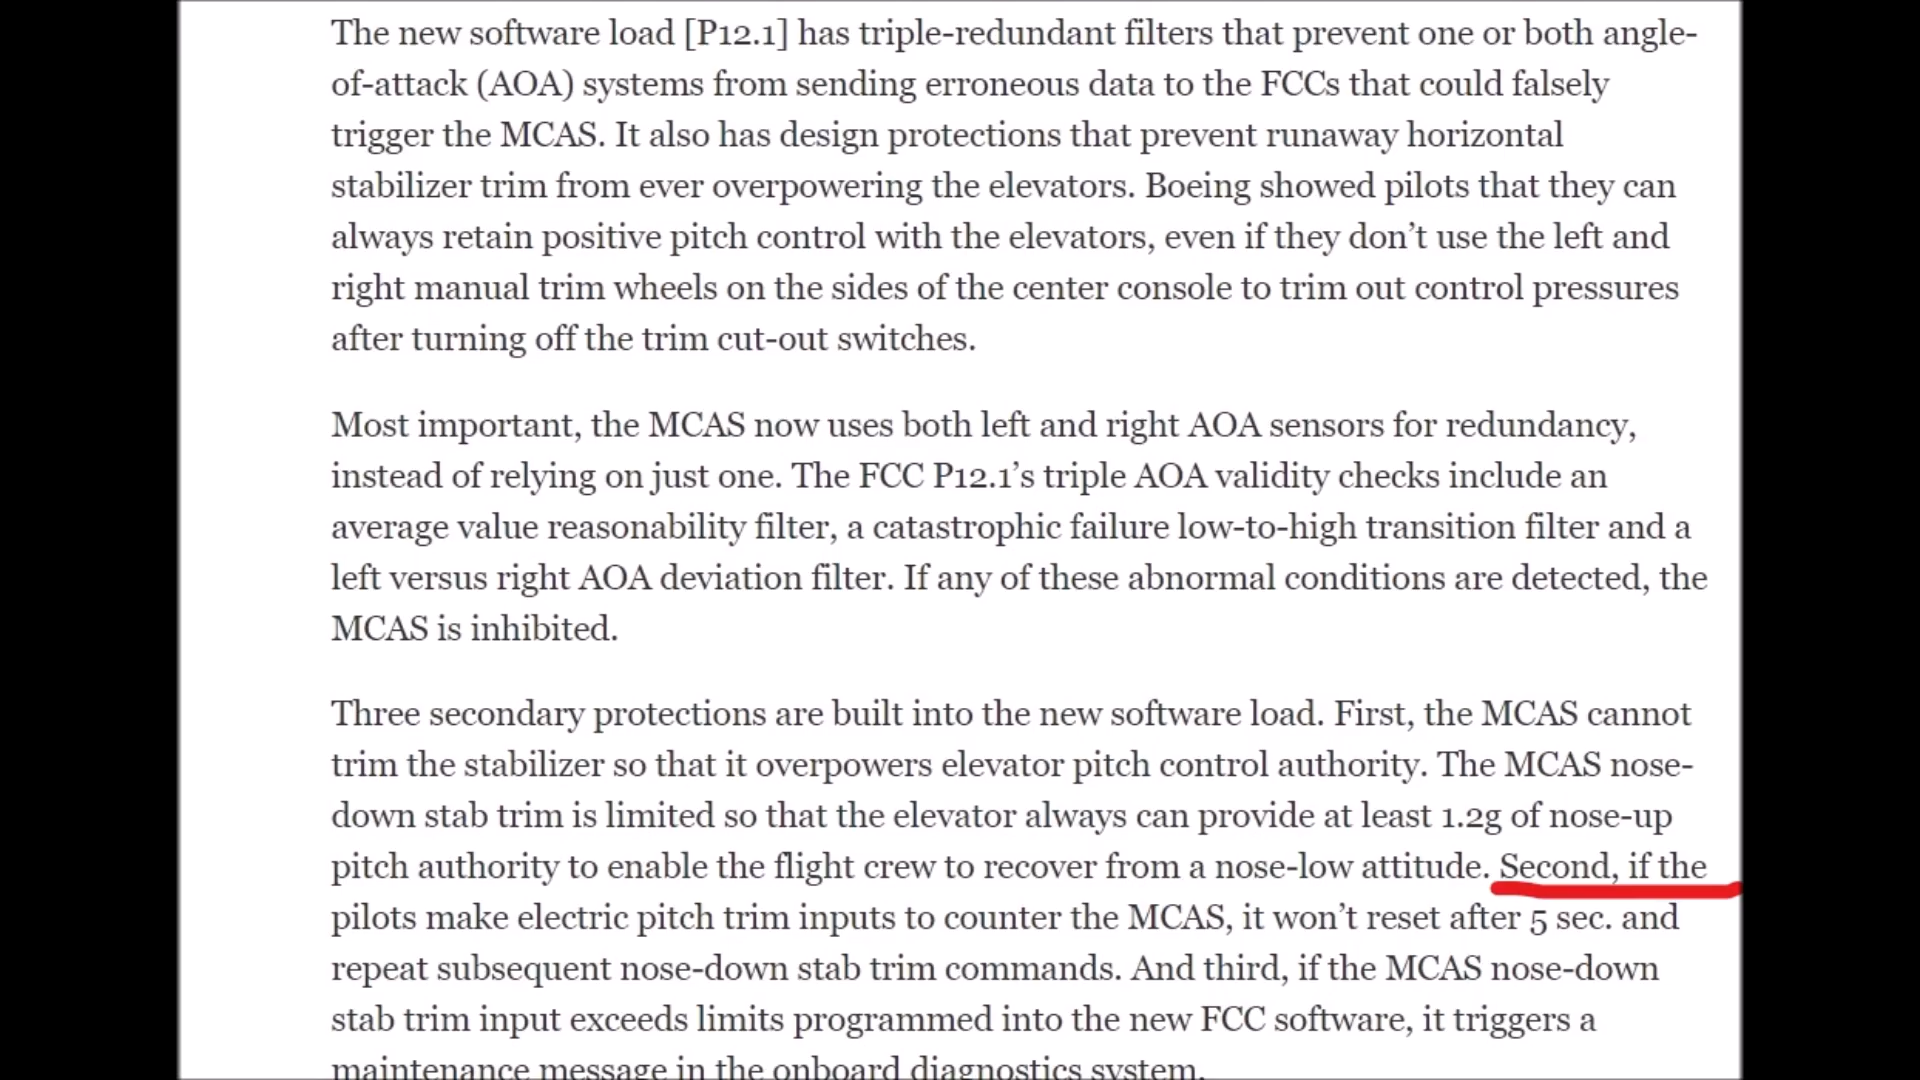 The new software load [P12.1] has triple-redundant filters that prevent one or both angle-
of-attack (AOA) systems from sending erroneous data to the FCCs that could falsely
trigger the MCAS. It also has design protections that prevent runaway horizontal
stabilizer trim from ever overpowering the elevators. Boeing showed pilots that they can
always retain positive pitch control with the elevators, even if they don’t use the left and
right manual trim wheels on the sides of the center console to trim out control pressures
after turning off the trim cut-out switches.
Most important, the MCAS now uses both left and right AOA sensors for redundancy,
instead of relying on just one. The FCC P12.1’s triple AOA validity checks include an
average value reasonability filter, a catastrophic failure low-to-high transition filter and a
left versus right AOA deviation filter. If any of these abnormal conditions are detected, the
MCAS is inhibited.
Three secondary protections are built into the new software load. First, the MCAS cannot
trim the stabilizer so that it overpowers elevator pitch control authority. The MCAS nose-
down stab trim is limited so that the elevator always can provide at least 1.2g of nose-up
pitch authority to enable the flight crew to recover from a nose-low attitude. Second, if the
pilots make electric pitch trim inputs to counter the MCAS, it won’t reset after 5 sec. and
repeat subsequent nose-down stab trim commands. And third, if the MCAS nose-down
stab trim input exceeds limits programmed into the new FCC software, it triggers a
maintenance message in the onboard diagnostics system.